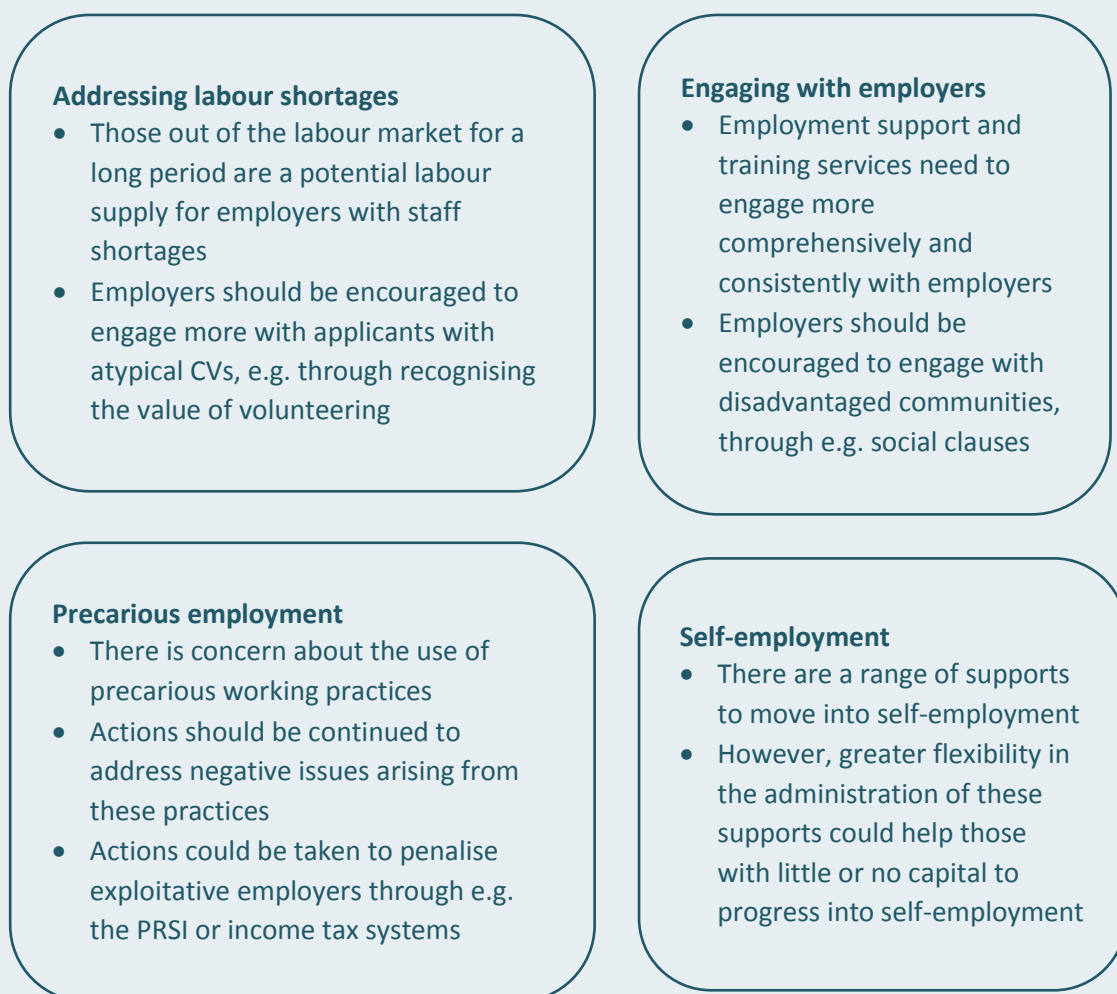 Addressing labour shortages
• Those out of the labour market for a
long period are a potential labour
supply for employers with staff
shortages
• Employers should be encouraged to
engage more with applicants with
atypical CVs, e.g. through recognising
the value of volunteering
Engaging with employers
• Employment support and
training services need to
engage more
comprehensively and
consistently with employers
• Employers should be
encouraged to engage with
disadvantaged communities,
through e.g. social clauses
Precarious employment
• There is concern about the use of
precarious working practices
• Actions should be continued to
address negative issues arising from
these practices
• Actions could be taken to penalise
exploitative employers through e.g.
the PRSI or income tax systems
Self-employment
• There are a range of supports
to move into self-employment
• However, greater flexibility in
the administration of these
supports could help those
with little or no capital to
progress into self-employment